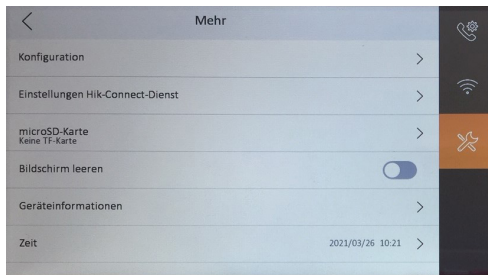 Mehr
Konfiguration
Einstellungen Hik-Connect-Dienst
microSD-Karte
Keine TF-Karte
Bildschirm leeren
Geräteinformationen
Zeit 2021/03/26 10:21